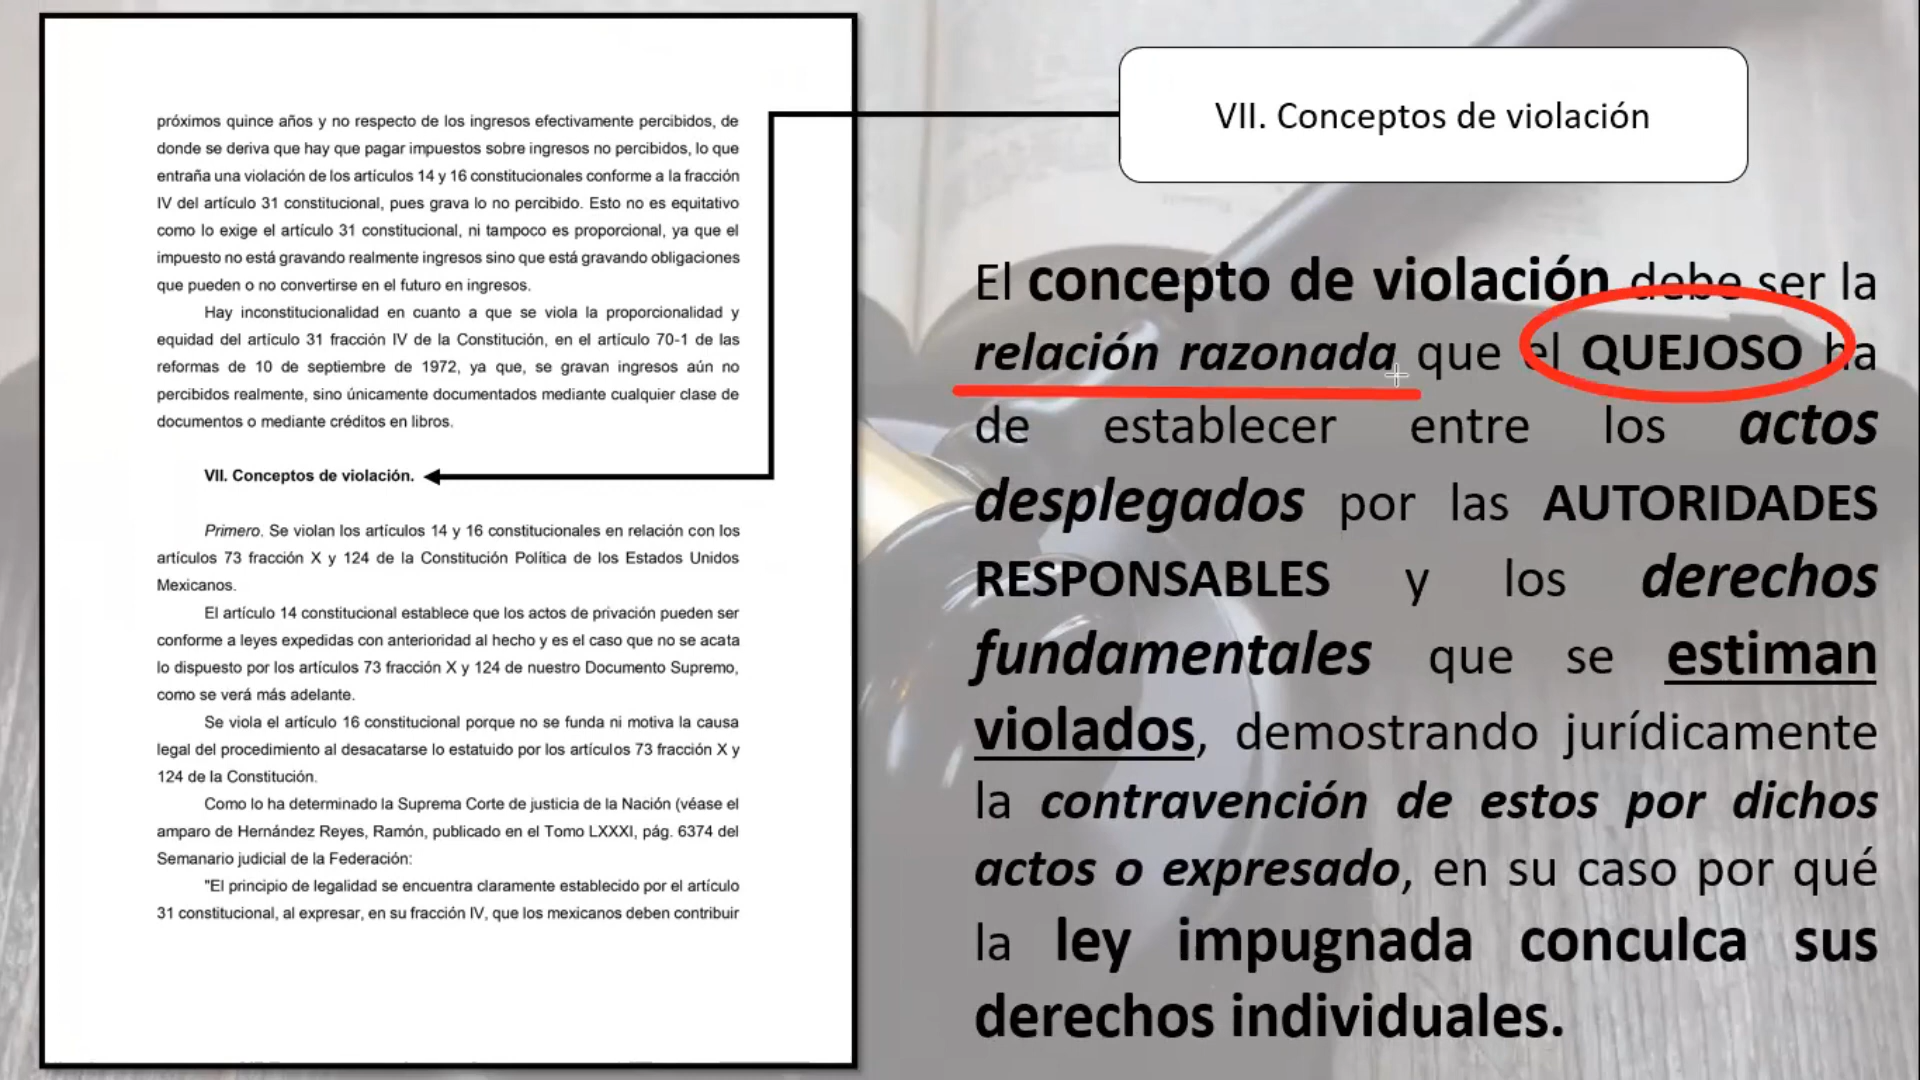 próximos quince años y no respecto de los ingresos efectivamente percibidos, de
donde se deriva que hay que pagar impuestos sobre ingresos no percibidos, lo que
entraña una violación de los artículos 14 y 16 constitucionales conforme a la fracción
IV del artículo 31 constitucional, pues grava lo no percibido. Esto no es equitativo
como lo exige el artículo 31 constitucional, ni tampoco es proporcional, ya que el
impuesto no está gravando realmente ingresos sino que está gravando obligaciones
que pueden o no convertirse en el futuro en ingresos.
Hay inconstitucionalidad en cuanto a que se viola la proporcionalidad y
equidad del artículo 31 fracción IV de la Constitución, en el artículo 70-1 de las
reformas de 10 de septiembre de 1972, ya que, se gravan ingresos aún no
percibidos realmente, sino únicamente documentados mediante cualquier clase de
documentos o mediante créditos en libros.
VII. Conceptos de violación.
Primero. Se violan los artículos 14 y 16 constitucionales en relación con los
artículos 73 fracción X y 124 de la Constitución Política de los Estados Unidos
Mexicanos.
El artículo 14 constitucional establece que los actos de privación pueden ser
conforme a leyes expedidas con anterioridad al hecho y es el caso que no se acata
lo dispuesto por los artículos 73 fracción X y 124 de nuestro Documento Supremo,
como se verá más adelante.
Se viola el artículo 16 constitucional porque no se funda ni motiva la causa
legal del procedimiento al desacatarse lo estatuido por los artículos 73 fracción X y
124 de la Constitución.
Como lo ha determinado la Suprema Corte de justicia de la Nación (véase el
amparo de Hernández Reyes, Ramón, publicado en el Tomo LXXXI, pág. 6374 del
Semanario judicial de la Federación:
"El principio de legalidad se encuentra claramente establecido por el artículo
31 constitucional, al expresar, en su fracción IV, que los mexicanos deben contribuir
VII. Conceptos de violación
El concepto de violación debe ser la
relación razonada que el QUEJOSO ha
de establecer entre los actos
desplegados por las AUTORIDADES
RESPONSABLES y los derechos
fundamentales que se estiman
violados, demostrando jurídicamente
la contravención de estos por dichos
actos o expresado, en su caso por qué
la ley impugnada conculca sus
derechos individuales.